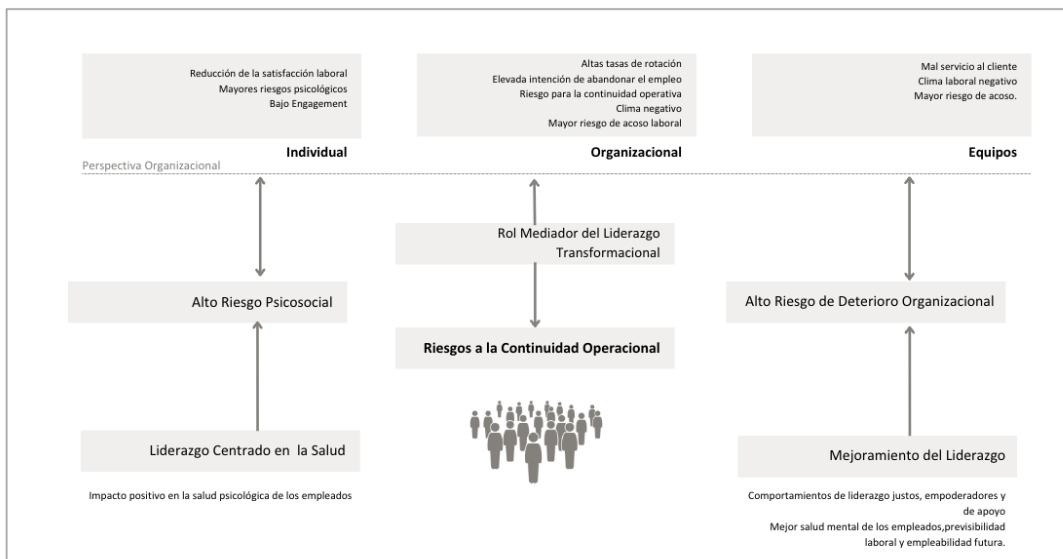 Reducción de la satisfacción laboral
Mayores riesgos psicológicos
Bajo Engagement
Individual
Altas tasas de rotación
Elevada intención de abandonar el empleo
Riesgo para la continuidad operativa
Clima negativo
Mayor riesgo de acoso laboral
Organizacional
Mal servicio al cliente
Clima laboral negativo
Mayor riesgo de acoso.
Equipos
Perspectiva Organizacional
Rol Mediador del Liderazgo
Transformacional
Alto Riesgo Psicosocial
Alto Riesgo de Deterioro Organizacional
Riesgos a la Continuidad Operacional
Liderazgo Centrado en la Salud
Impacto positivo en la salud psicológica de los empleados
Mejoramiento del Liderazgo
Comportamientos de liderazgo justos, empoderadores y
de apoyo
Mejor salud mental de los empleados,previsibilidad
laboral y empleabilidad futura.